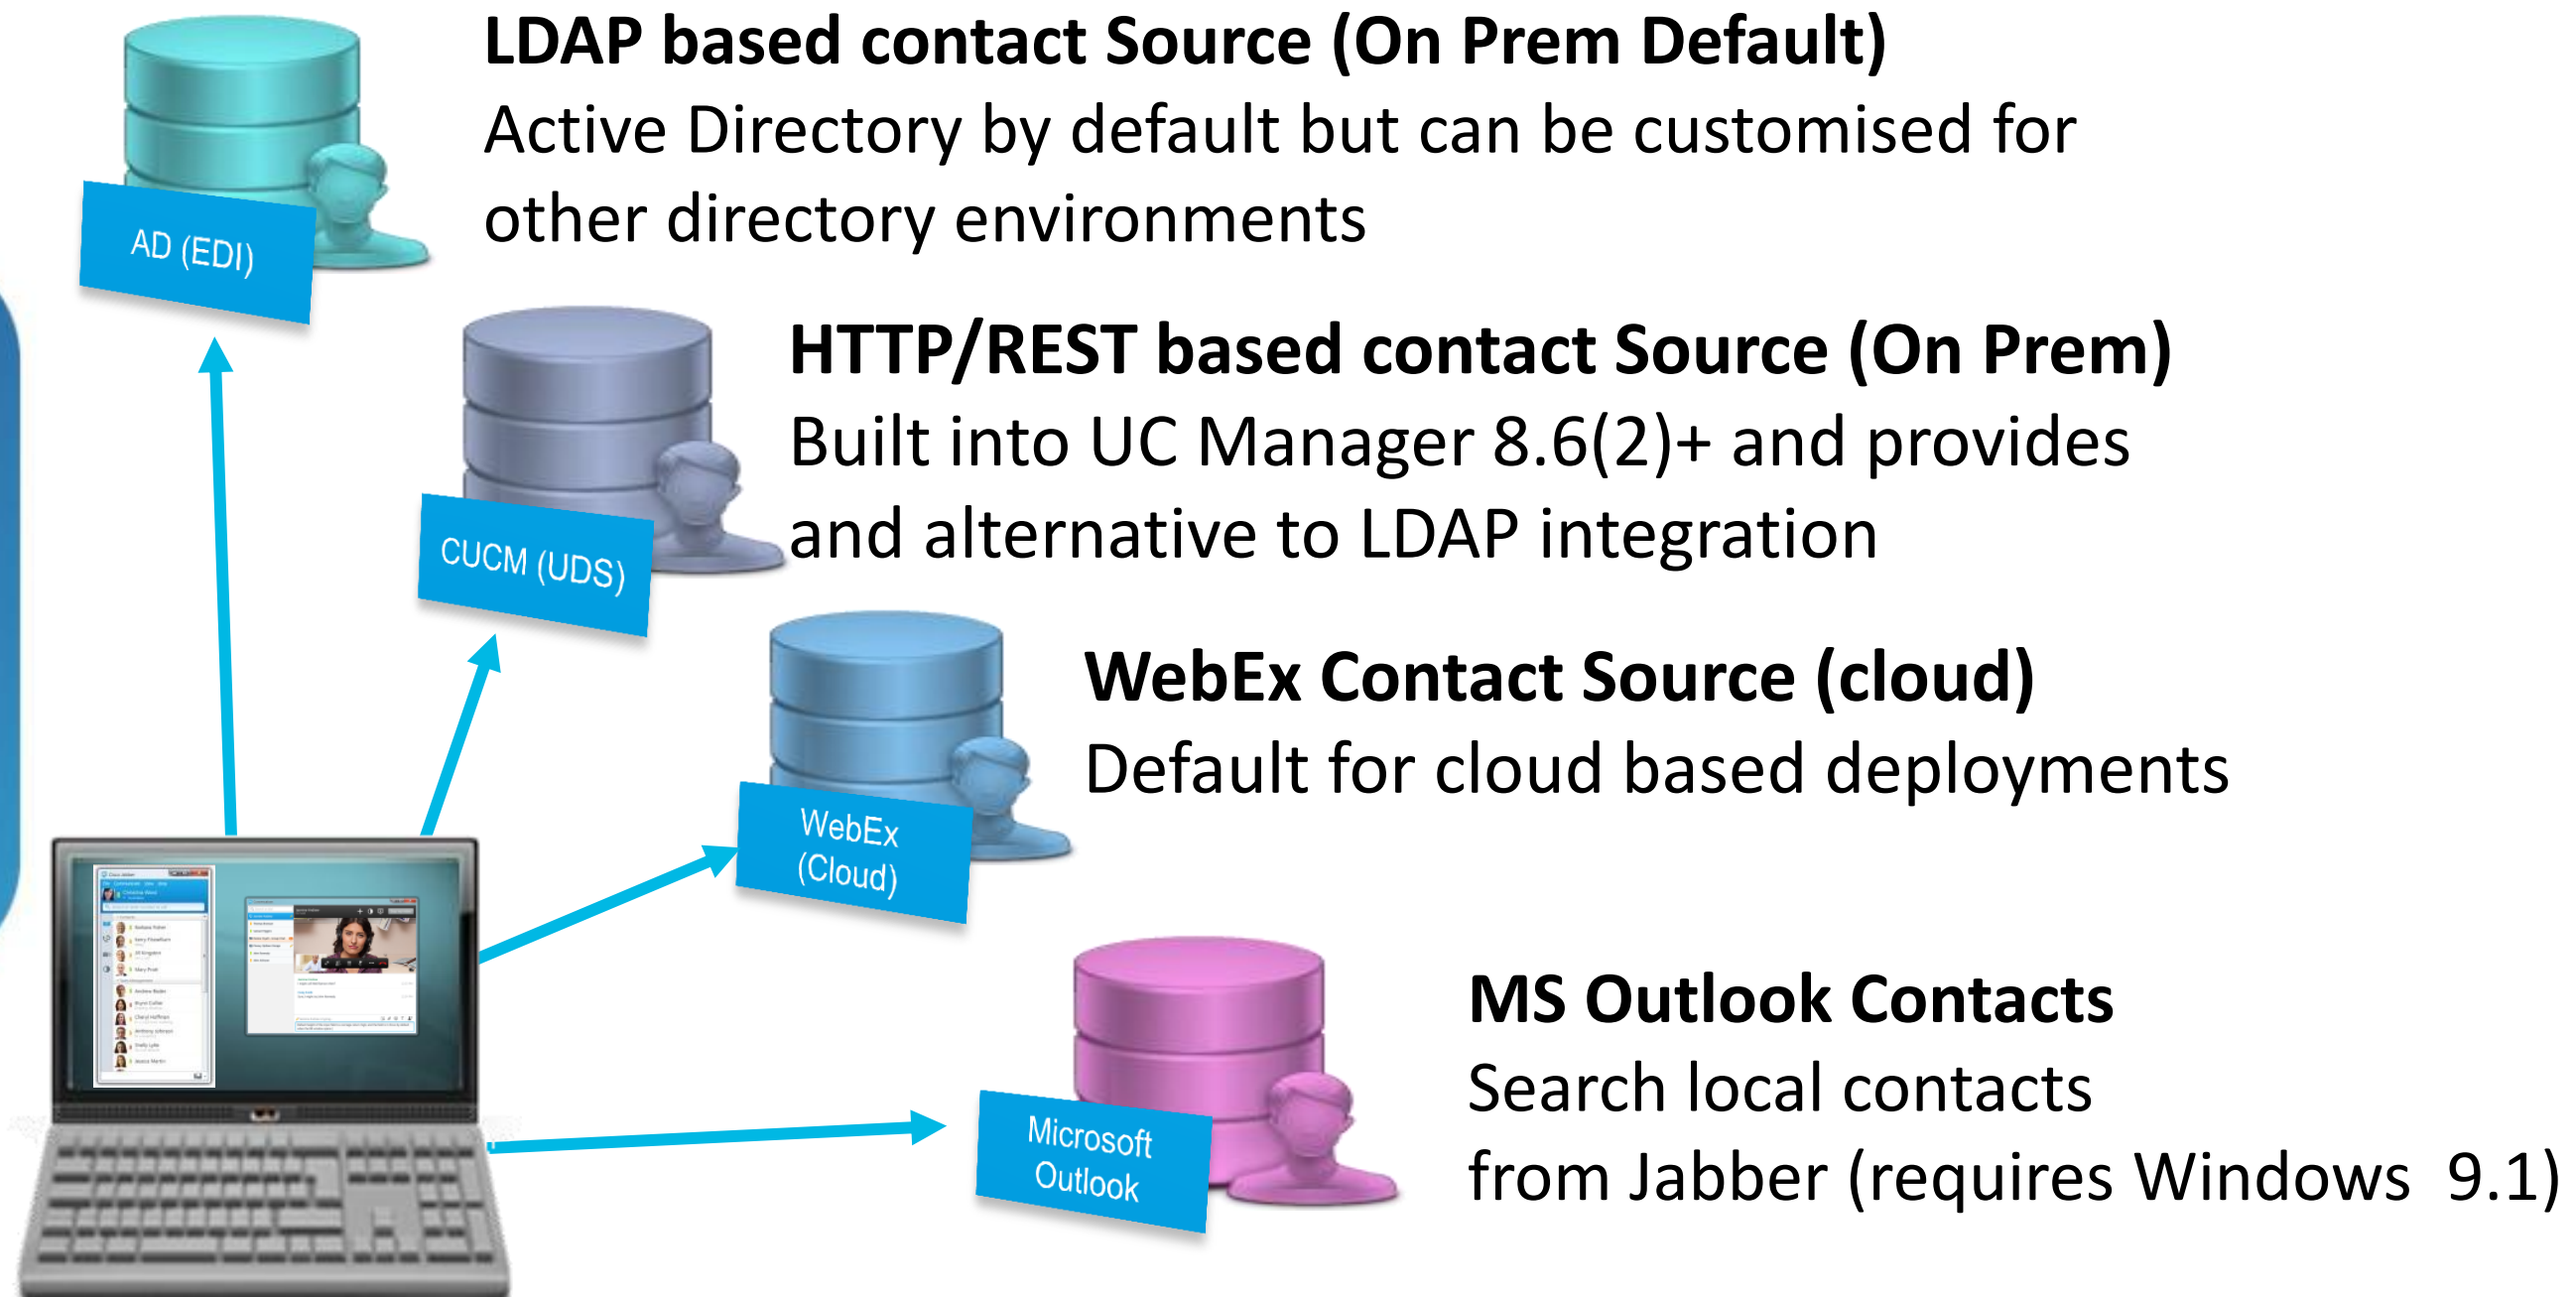 LDAP based contact Source (On Prem Default)
Active Directory by default but can be customised for
other directory environments
AD (EDI)
HTTP/REST based contact Source (On Prem)
Built into UC Manager 8.6(2)+ and provides
and alternative to LDAP integration
CUCM (UDS)
WebEx Contact Source (cloud)
Default for cloud based deployments
WebEx
(Cloud)
MS Outlook Contacts
Search local contacts
from Jabber (requires Windows  9.1)
Microsoft
Outlook